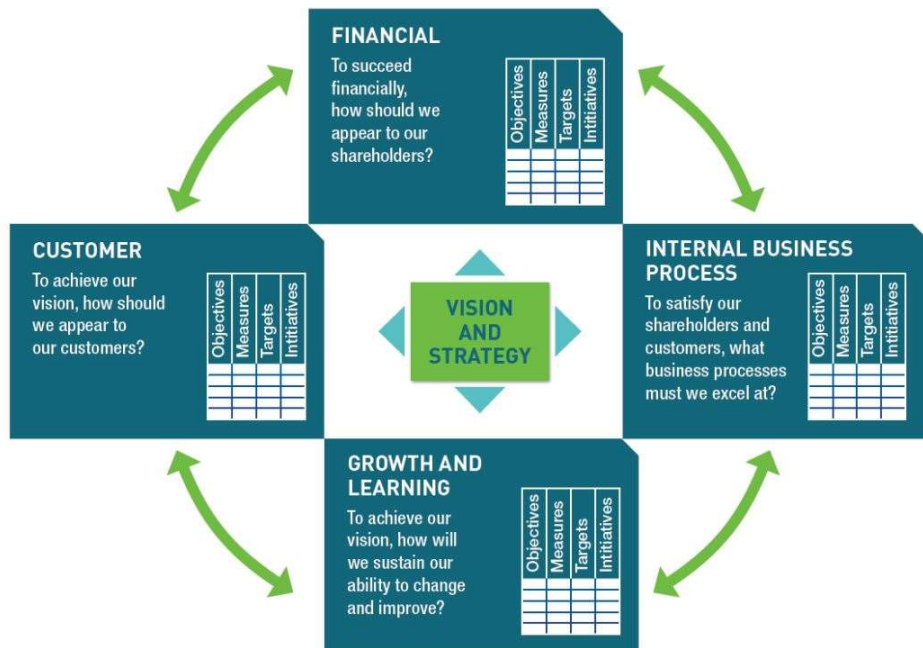 FINANCIAL
To succeed
financially,
how should we
appear to our
shareholders?
Objectives
Measures
Targets
Intitiatives
CUSTOMER
To achieve our
vision, how should
we appear to
our customers?
Objectives
Measures
Targets
Intitiatives
VISION
AND
STRATEGY
INTERNAL BUSINESS
PROCESS
To satisfy our
shareholders and
customers, what
business processes
must we excel at?
Objectives
Measures
Targets
Intitiatives
GROWTH AND
LEARNING
To achieve our
vision, how will
we sustain our
ability to change
and improve?
Objectives
Measures
Targets
Intitiatives